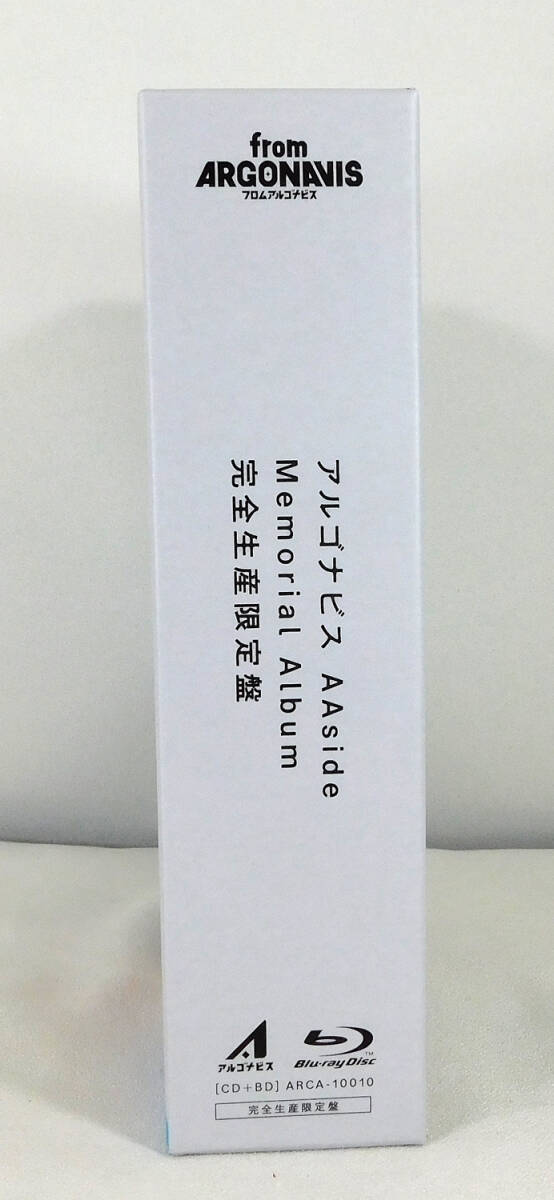 from
ARGONAVIS
フロムアルゴナビス
アルゴナビス AAside
Memorial Album
完全生産限定盤
アルゴナビス
Blu-ray Disc™
[CD+BD] ARCA-10010
完全生産限定盤